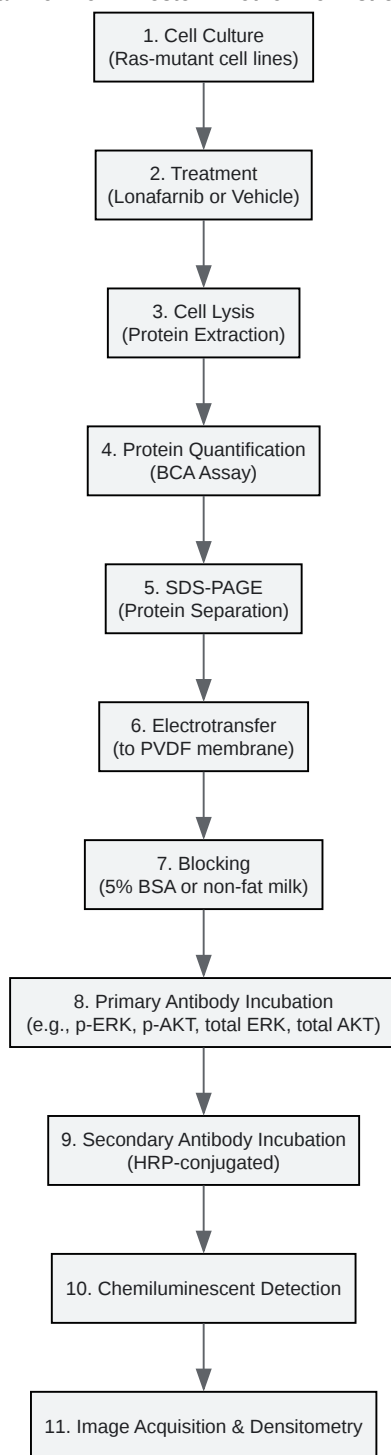 1. Cell Culture
(Ras-mutant cell lines)
2. Treatment
(Lonafarnib or Vehicle)
3. Cell Lysis
(Protein Extraction)
4. Protein Quantification
(BCA Assay)
5. SDS-PAGE
(Protein Separation)
6. Electrotransfer
(to PVDF membrane)
7. Blocking
(5% BSA or non-fat milk)
8. Primary Antibody Incubation
(e.g., p-ERK, p-AKT, total ERK, total AKT)
9. Secondary Antibody Incubation
(HRP-conjugated)
10. Chemiluminescent Detection
11. Image Acquisition & Densitometry